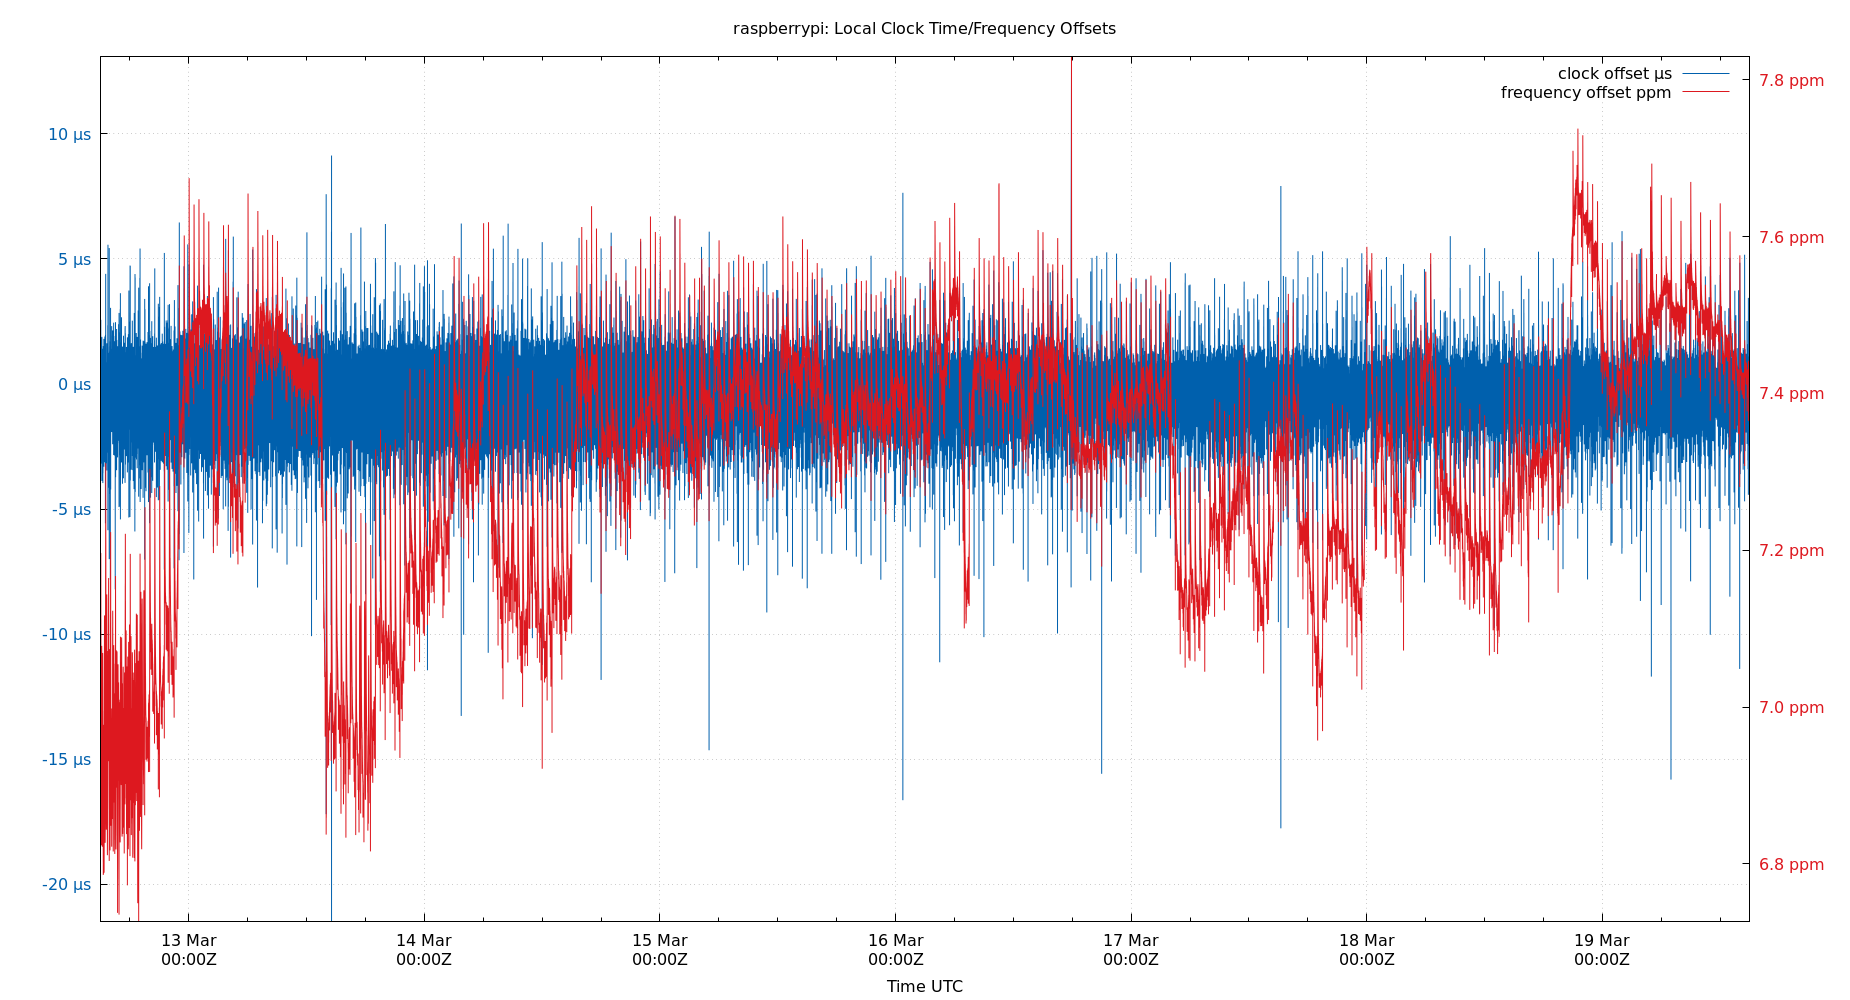 raspberrypi: Local Clock Time/Frequency Offsets
clock offset µs
frequency offset ppm
10 µs
5 µs
0 µs
-5 µs
-10 µs
-15 µs
-20 µs
7.8 ppm
7.6 ppm
7.4 ppm
7.2 ppm
7.0 ppm
6.8 ppm
13 Mar
00:00Z
14 Mar
00:00Z
15 Mar
00:00Z
16 Mar
00:00Z
17 Mar
00:00Z
18 Mar
00:00Z
19 Mar
00:00Z
Time UTC